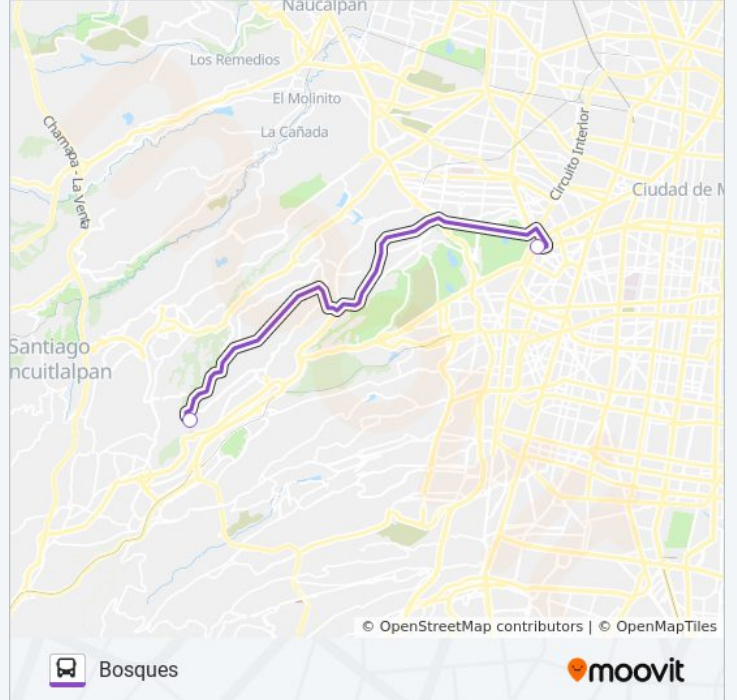 Naucalpan
Los Remedios
El Molinito
La Cañada
Chamapa - La Venta
Circuito Interior
Ciudad de M
Santiago
ncuitlalpan
© OpenStreetMap contributors | © OpenMapTiles
Bosques
moovit